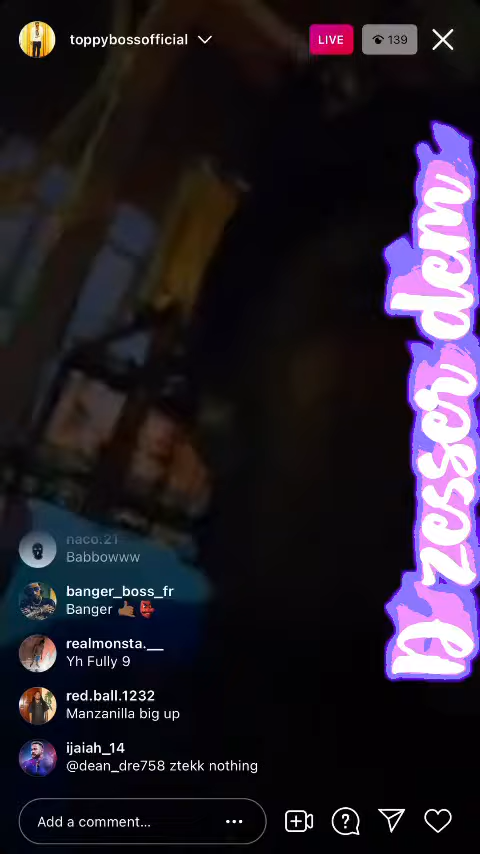 toppybossofficial
LIVE
139
D zesser dem
naco.21
Babbowww
banger_boss_fr
Banger 🤙🏾👺
realmonsta.__
Yh Fully 9
red.ball.1232
Manzanilla big up
ijaiah_14
@dean_dre758 ztekk nothing
Add a comment...